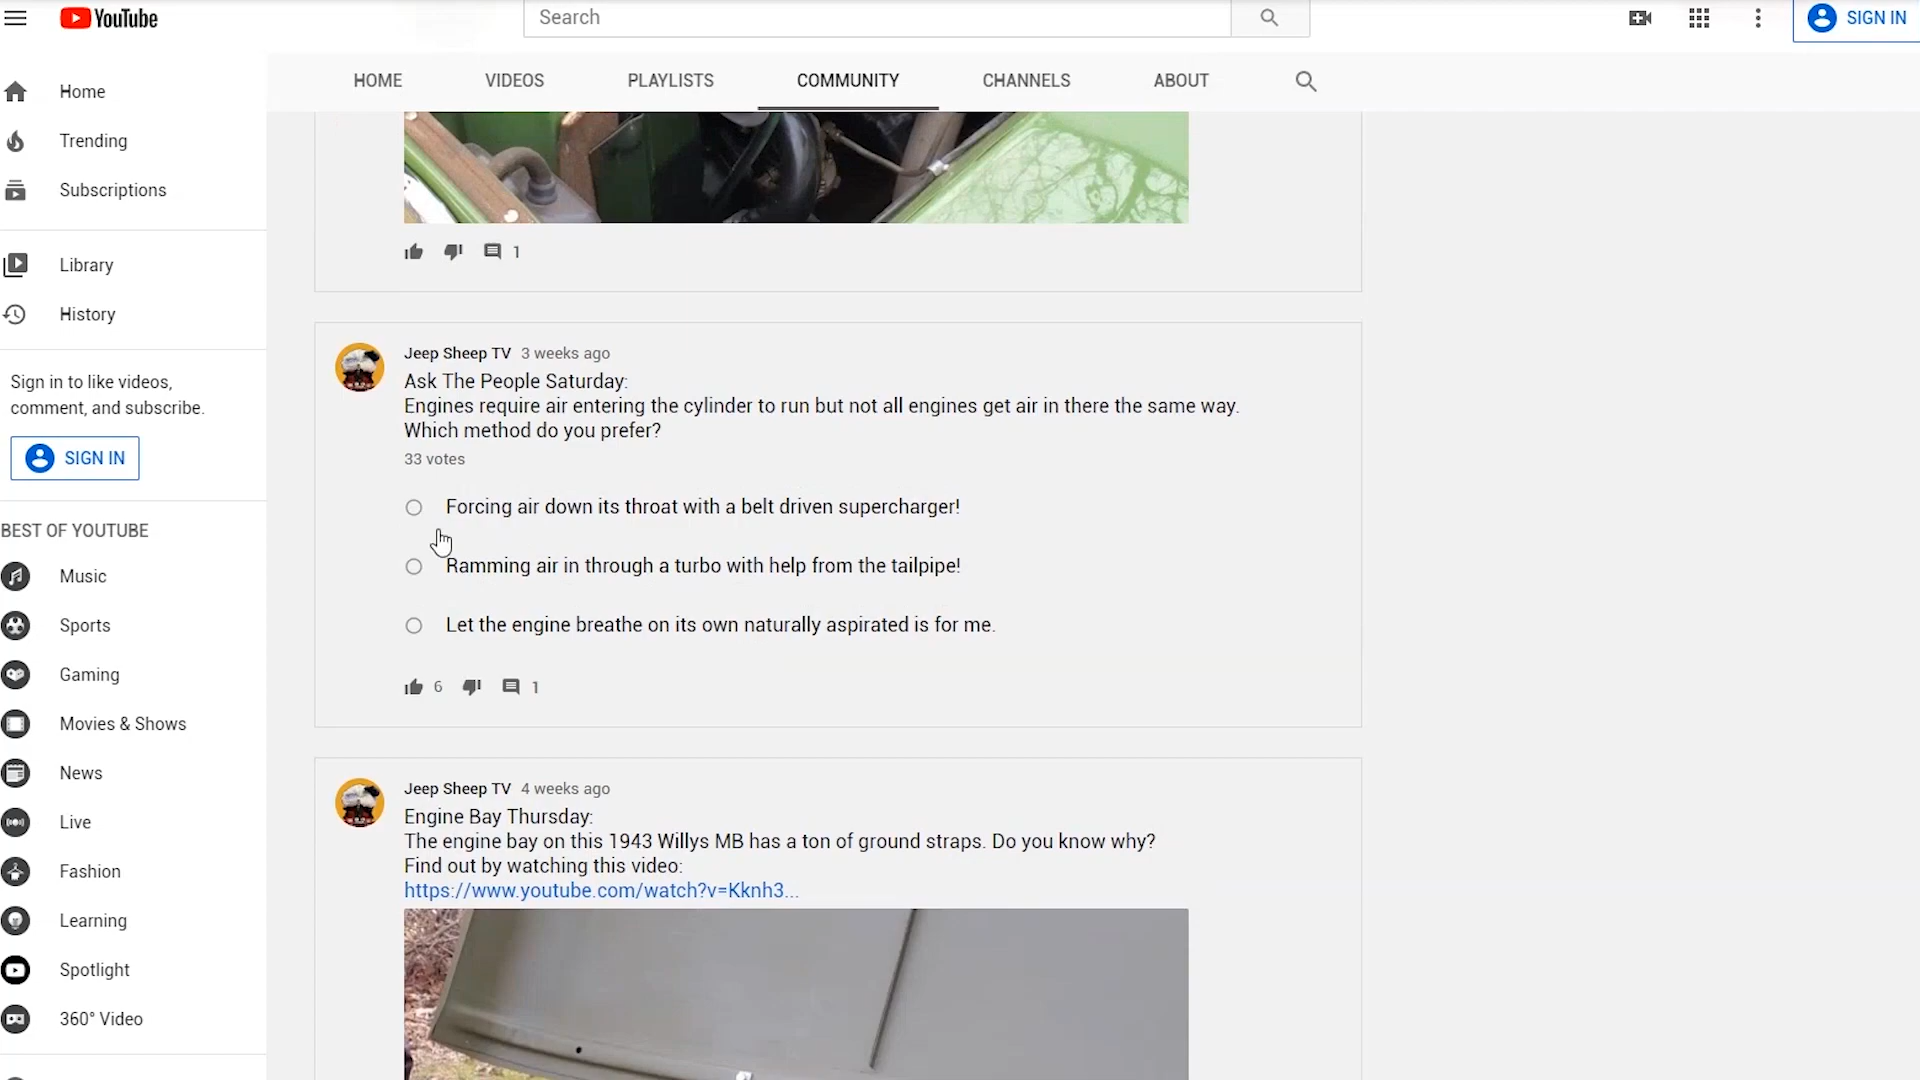 YouTube
Search
SIGN IN
HOME
VIDEOS
PLAYLISTS
COMMUNITY
CHANNELS
ABOUT
Home
Trending
Subscriptions
Library
History
Sign in to like videos,
comment, and subscribe.
SIGN IN
BEST OF YOUTUBE
Music
Sports
Gaming
Movies & Shows
News
Live
Fashion
Learning
Spotlight
360° Video
1
Jeep Sheep TV 3 weeks ago
Ask The People Saturday:
Engines require air entering the cylinder to run but not all engines get air in there the same way.
Which method do you prefer?
33 votes
Forcing air down its throat with a belt driven supercharger!
Ramming air in through a turbo with help from the tailpipe!
Let the engine breathe on its own naturally aspirated is for me.
6 1
Jeep Sheep TV 4 weeks ago
Engine Bay Thursday:
The engine bay on this 1943 Willys MB has a ton of ground straps. Do you know why?
Find out by watching this video:
https://www.youtube.com/watch?v=Kknh3...